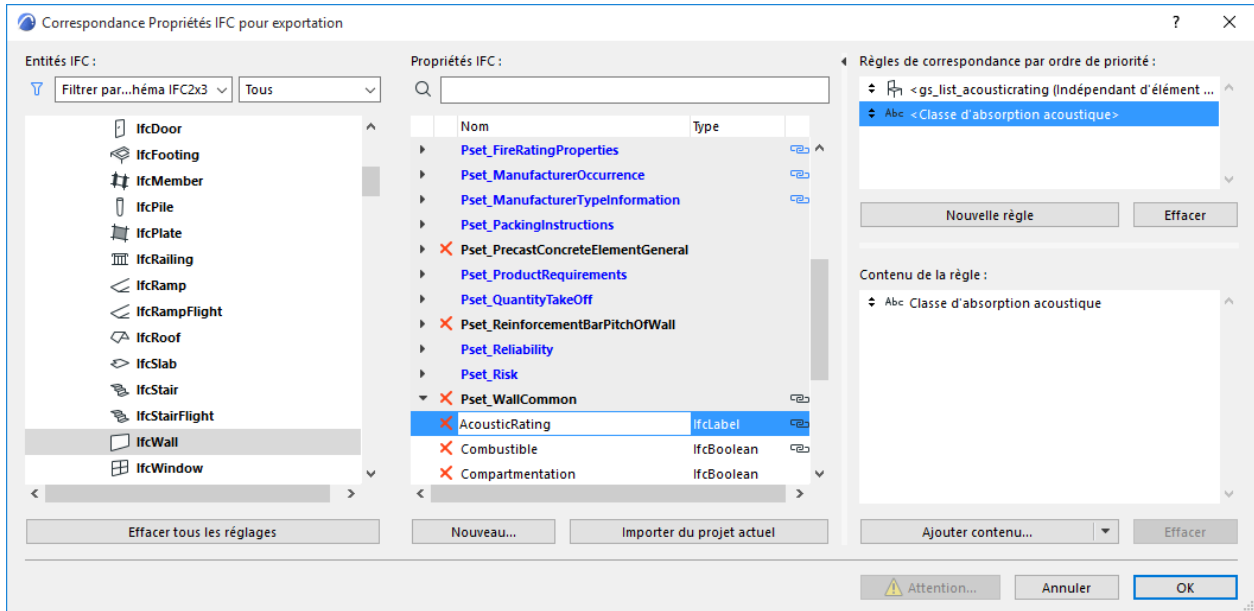 Correspondance Propriétés IFC pour exportation
Entités IFC :
Filtrer par...héma IFC2x3
Tous
IfcDoor
IfcFooting
IfcMember
IfcPile
IfcPlate
IfcRailing
IfcRamp
IfcRampFlight
IfcRoof
IfcSlab
IfcStair
IfcStairFlight
IfcWall
IfcWindow
Effacer tous les réglages
Propriétés IFC :
Nom Type
Pset_FireRatingProperties
Pset_ManufacturerOccurrence
Pset_ManufacturerTypeInformation
Pset_PackingInstructions
Pset_PrecastConcreteElementGeneral
Pset_ProductRequirements
Pset_QuantityTakeOff
Pset_ReinforcementBarPitchOfWall
Pset_Reliability
Pset_Risk
Pset_WallCommon
AcousticRating IfcLabel
Combustible IfcBoolean
Compartmentation IfcBoolean
Nouveau... Importer du projet actuel
Règles de correspondance par ordre de priorité :
<gs_list_acousticrating (Indépendant d'élément ...
Abc <Classe d'absorption acoustique>
Nouvelle règle Effacer
Contenu de la règle :
Abc Classe d'absorption acoustique
Ajouter contenu... Effacer
Attention... Annuler OK